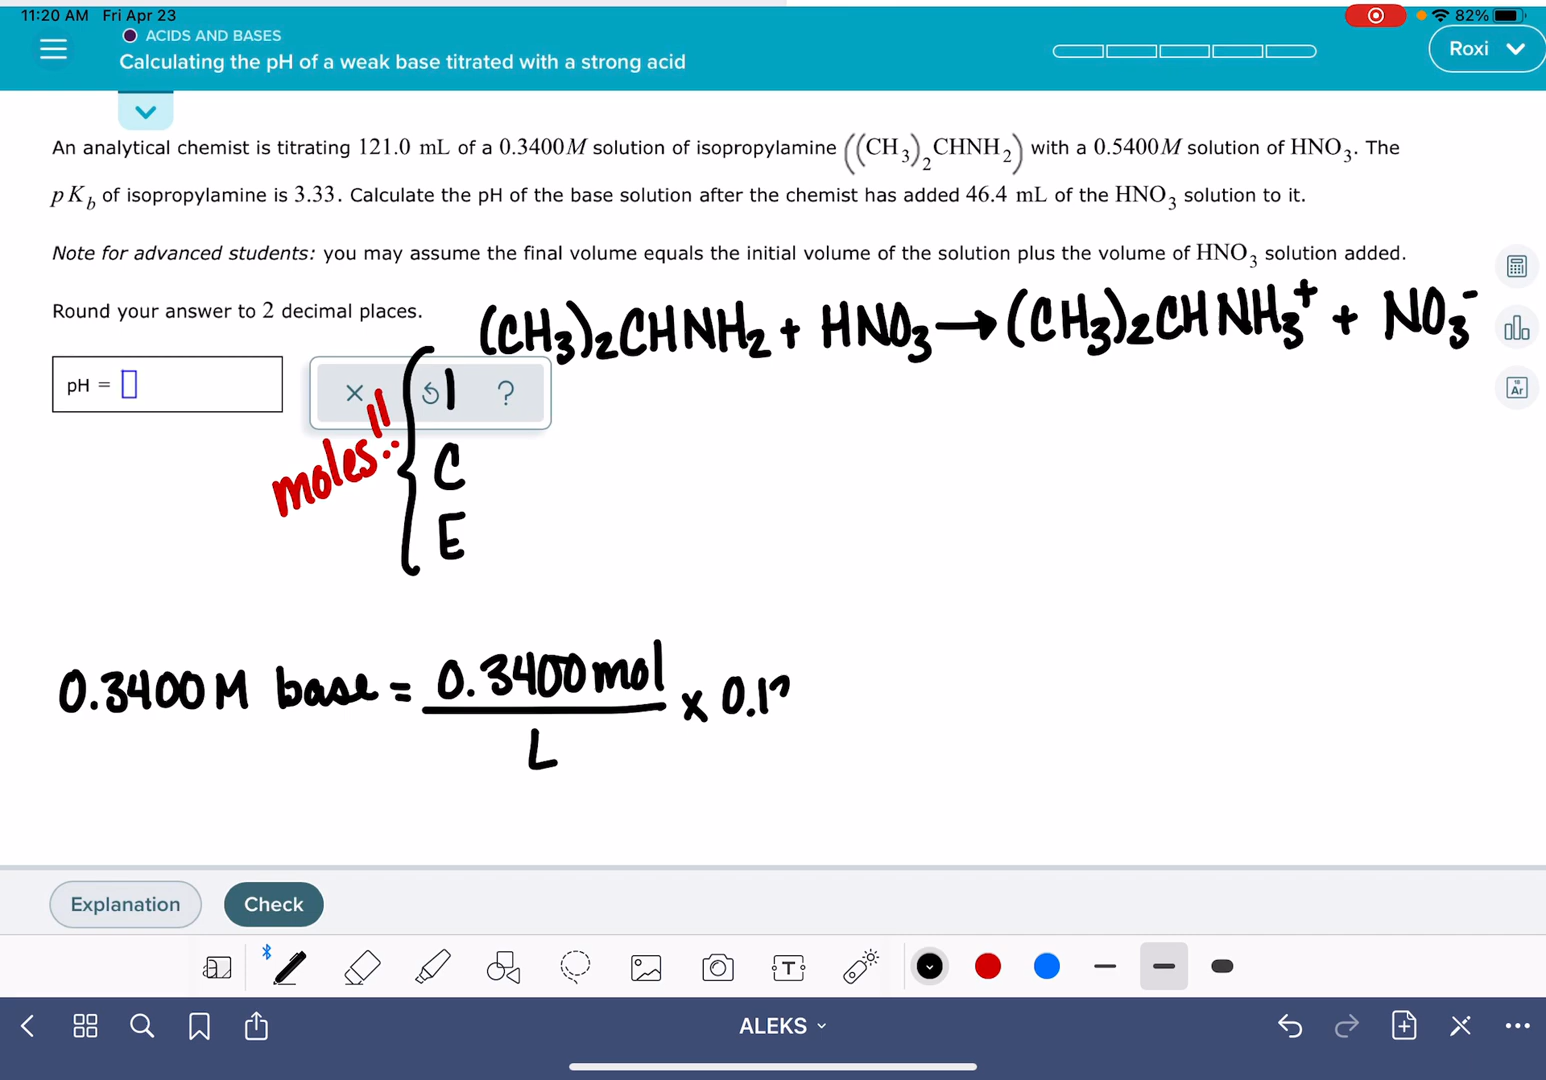 11:20 AM Fri Apr 23
82%
ACIDS AND BASES
Calculating the pH of a weak base titrated with a strong acid
Roxi
An analytical chemist is titrating 121.0 mL of a 0.3400M solution of isopropylamine ((CH₃)₂CHNH₂) with a 0.5400M solution of HNO₃. The
pK_b of isopropylamine is 3.33. Calculate the pH of the base solution after the chemist has added 46.4 mL of the HNO₃ solution to it.
Note for advanced students: you may assume the final volume equals the initial volume of the solution plus the volume of HNO₃ solution added.
Round your answer to 2 decimal places.
(CH₃)₂CHNH₂ + HNO₃ → (CH₃)₂CHNH₃⁺ + NO₃⁻
pH =
× ?
18
Ar
moles!!
I
C
E
0.3400 M base = 0.3400 mol / L x 0.1
Explanation
Check
a
T
ALEKS